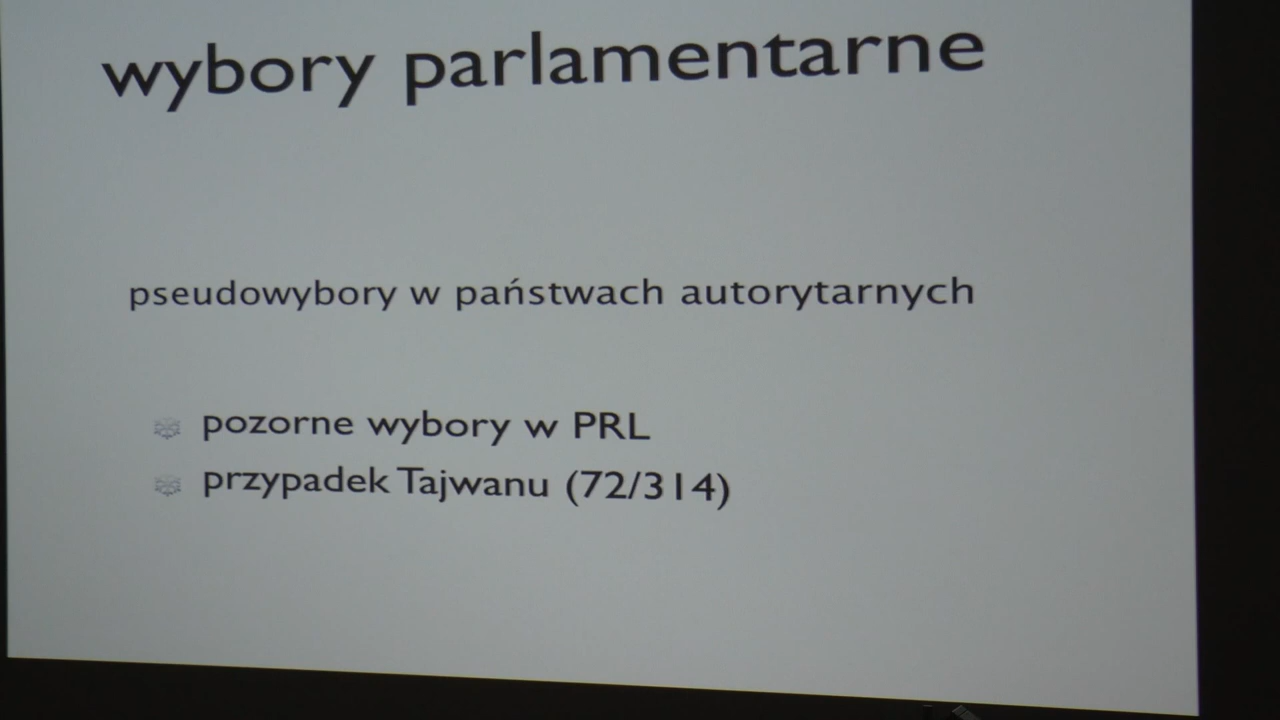 wybory parlamentarne
pseudowybory w państwach autorytarnych
pozorne wybory w PRL
przypadek Tajwanu (72/314)